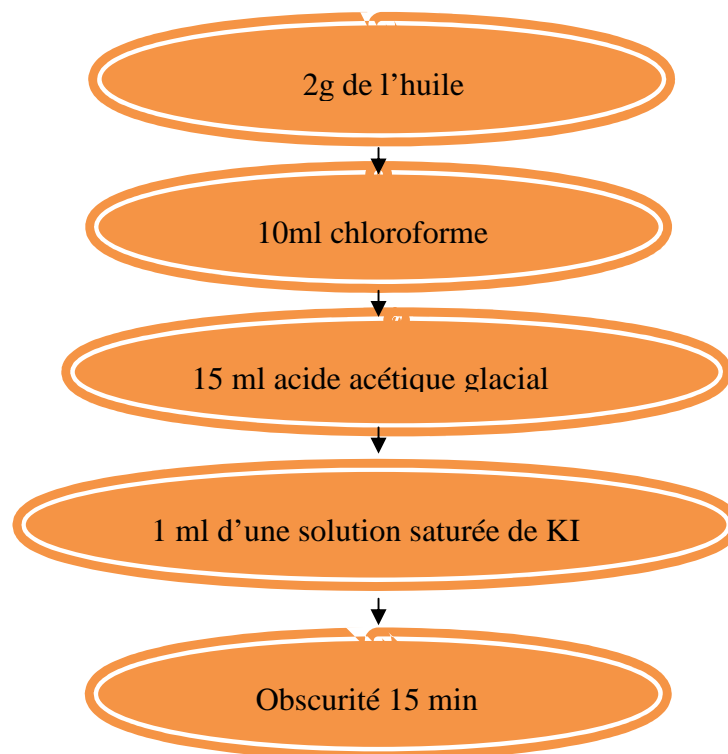 2g de l’huile
10ml chloroforme
15 ml acide acétique glacial
1 ml d’une solution saturée de KI
Obscurité 15 min